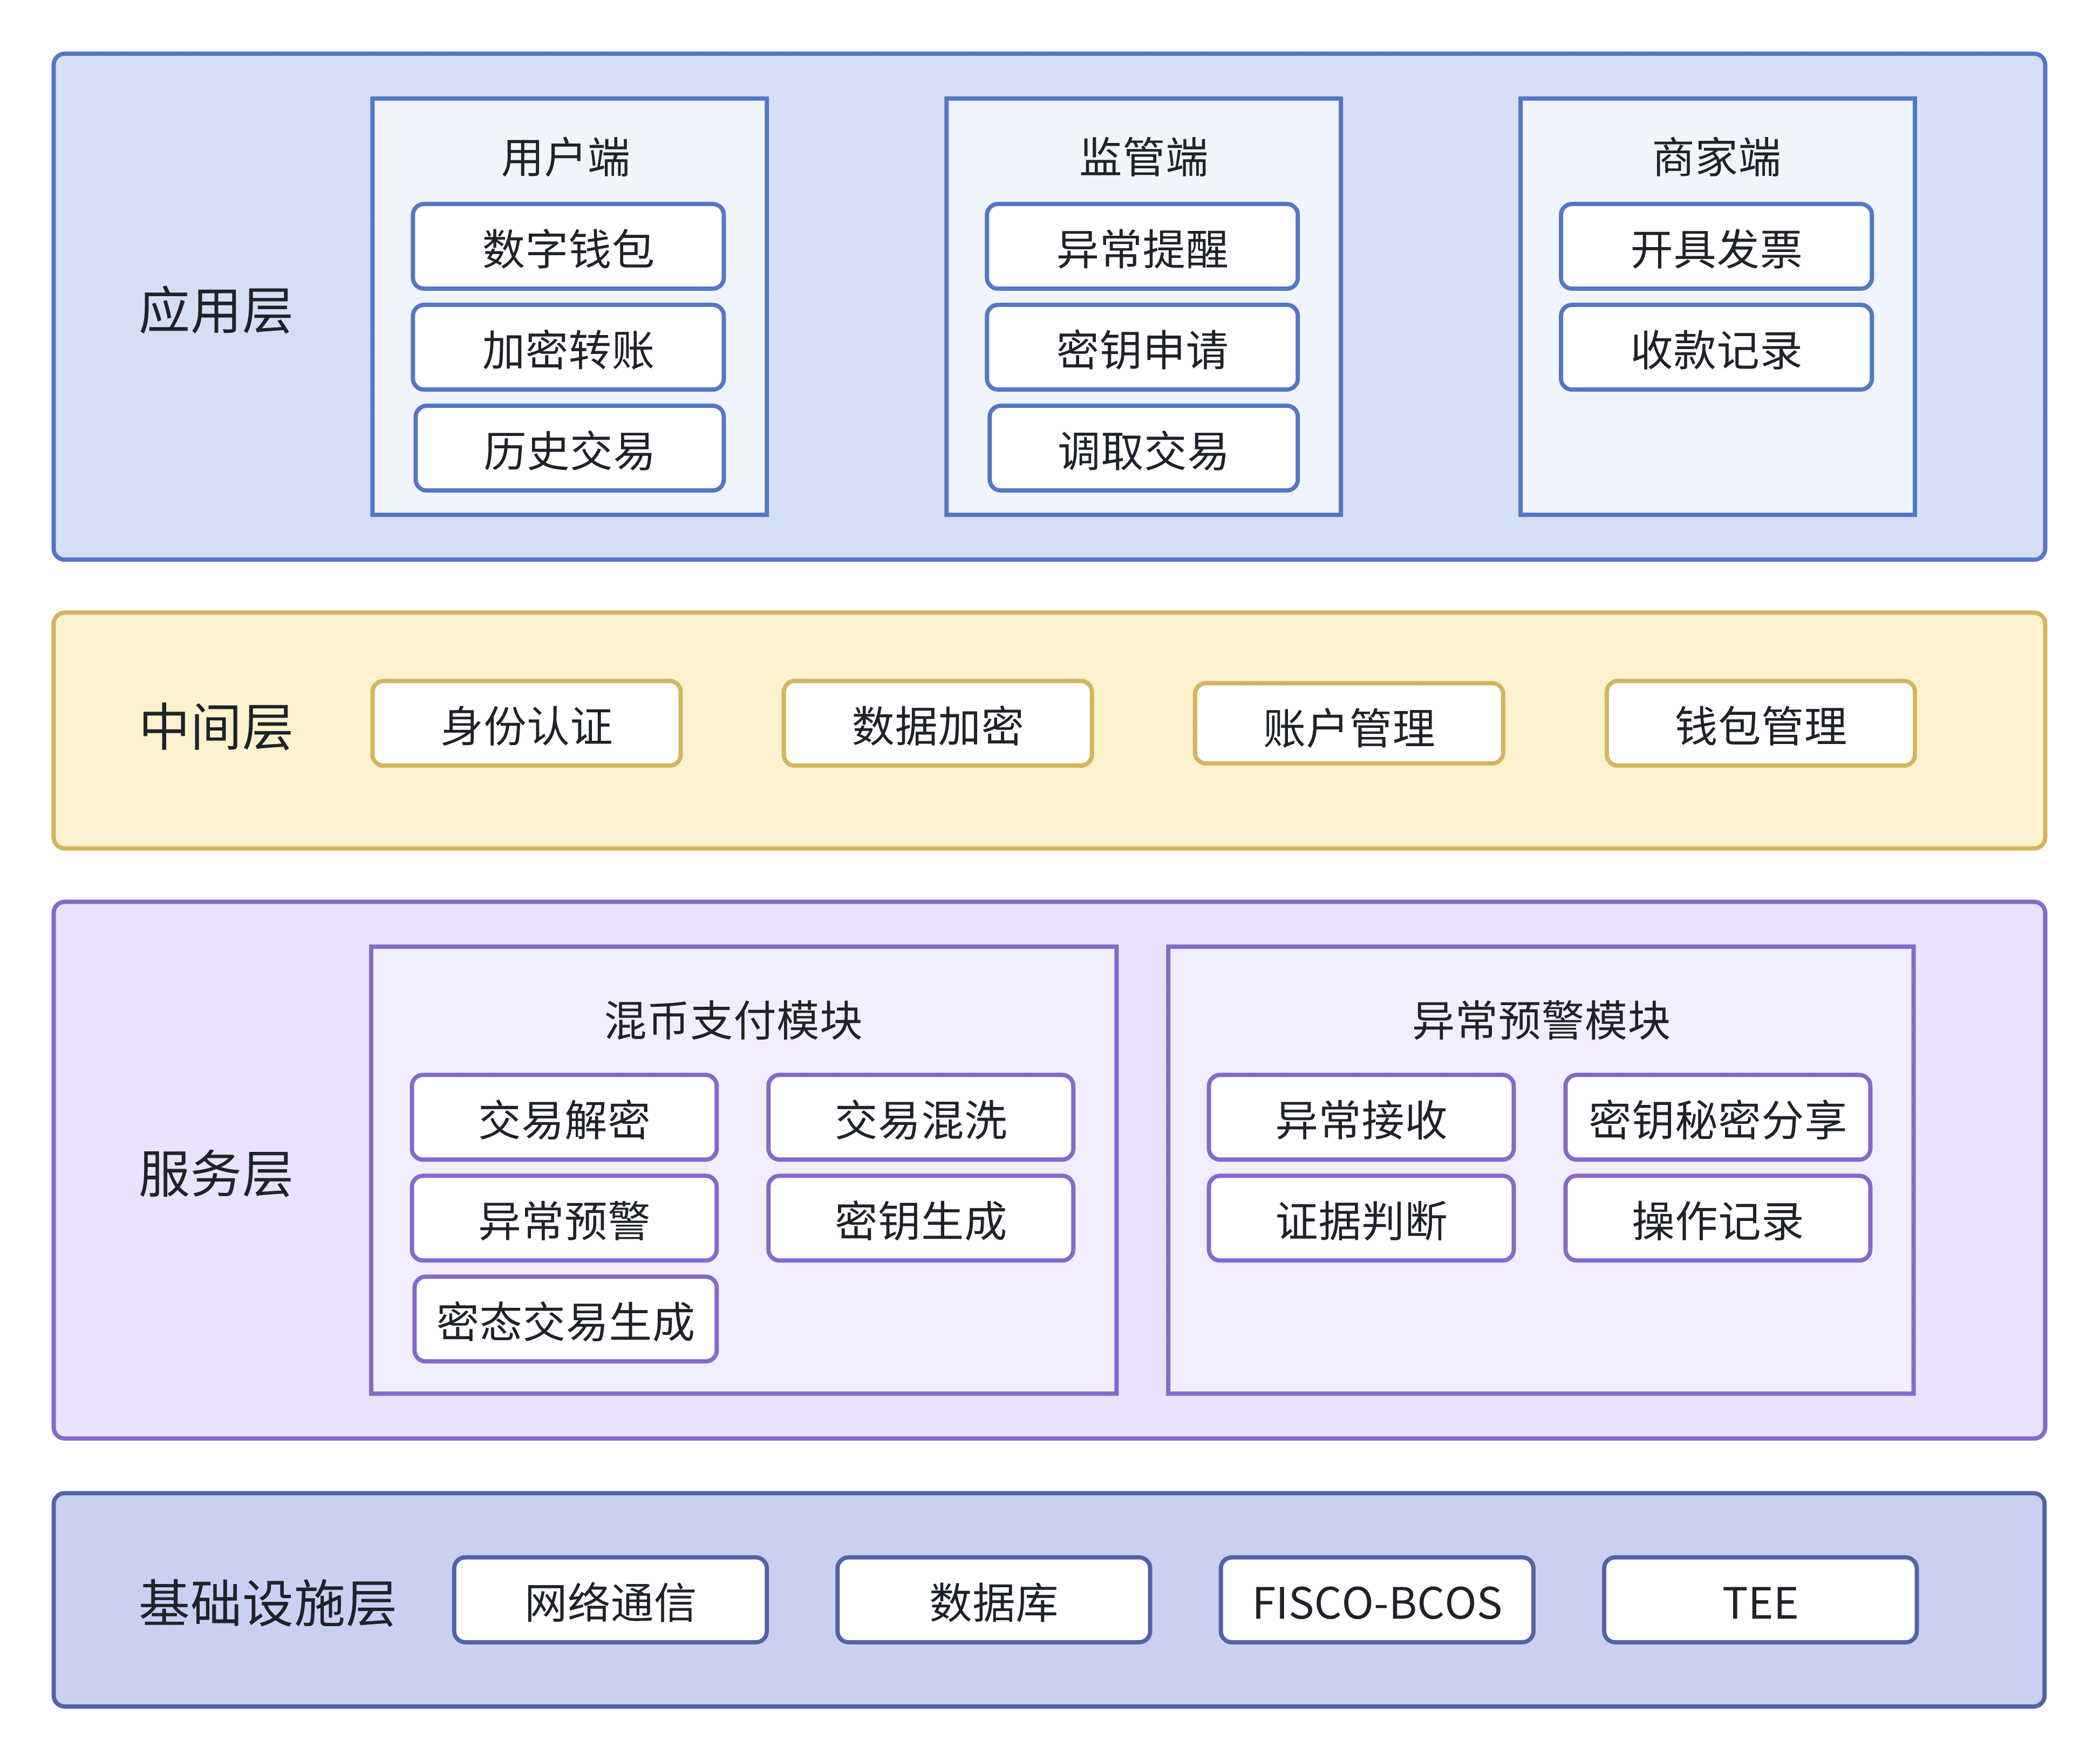 应用层
用户端
数字钱包
加密转账
历史交易
监管端
异常提醒
密钥申请
调取交易
商家端
开具发票
收款记录
中间层
身份认证
数据加密
账户管理
钱包管理
服务层
混币支付模块
交易解密
交易混洗
异常预警
密钥生成
密态交易生成
异常预警模块
异常接收
密钥秘密分享
证据判断
操作记录
基础设施层
网络通信
数据库
FISCO-BCOS
TEE